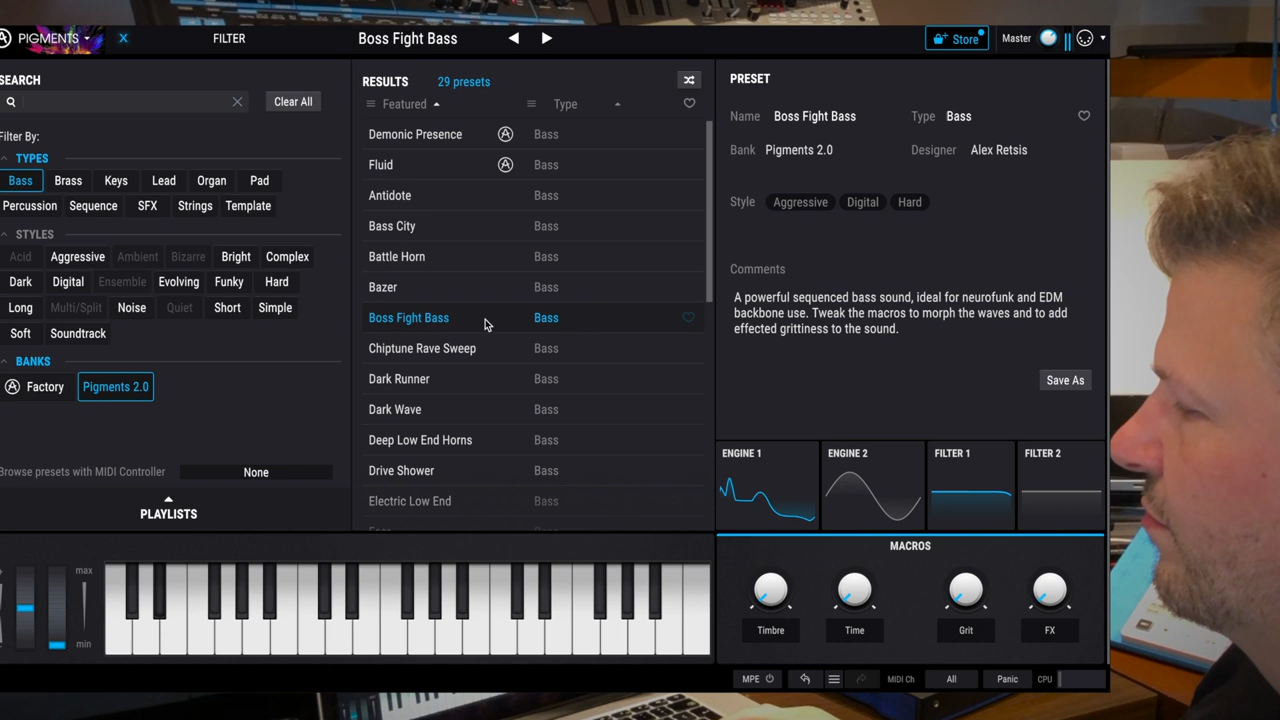 PIGMENTS
X
FILTER
Boss Fight Bass
Store
Master
SEARCH
Clear All
Filter By:
TYPES
Bass Brass Keys Lead Organ Pad
Percussion Sequence SFX Strings Template
STYLES
Acid Aggressive Ambient Bizarre Bright Complex
Dark Digital Ensemble Evolving Funky Hard
Long Multi/Split Noise Quiet Short Simple
Soft Soundtrack
BANKS
Factory Pigments 2.0
Browse presets with MIDI Controller None
PLAYLISTS
RESULTS 29 presets
Featured Type
Demonic Presence Bass
Fluid Bass
Antidote Bass
Bass City Bass
Battle Horn Bass
Bazer Bass
Boss Fight Bass Bass
Chiptune Rave Sweep Bass
Dark Runner Bass
Dark Wave Bass
Deep Low End Horns Bass
Drive Shower Bass
Electric Low End Bass
PRESET
Name Boss Fight Bass Type Bass
Bank Pigments 2.0 Designer Alex Retsis
Style Aggressive Digital Hard
Comments
A powerful sequenced bass sound, ideal for neurofunk and EDM
backbone use. Tweak the macros to morph the waves and to add
effected grittiness to the sound.
Save As
ENGINE 1 ENGINE 2 FILTER 1 FILTER 2
MACROS
Timbre Time Grit FX
max
min
MPE MIDI Ch All Panic CPU